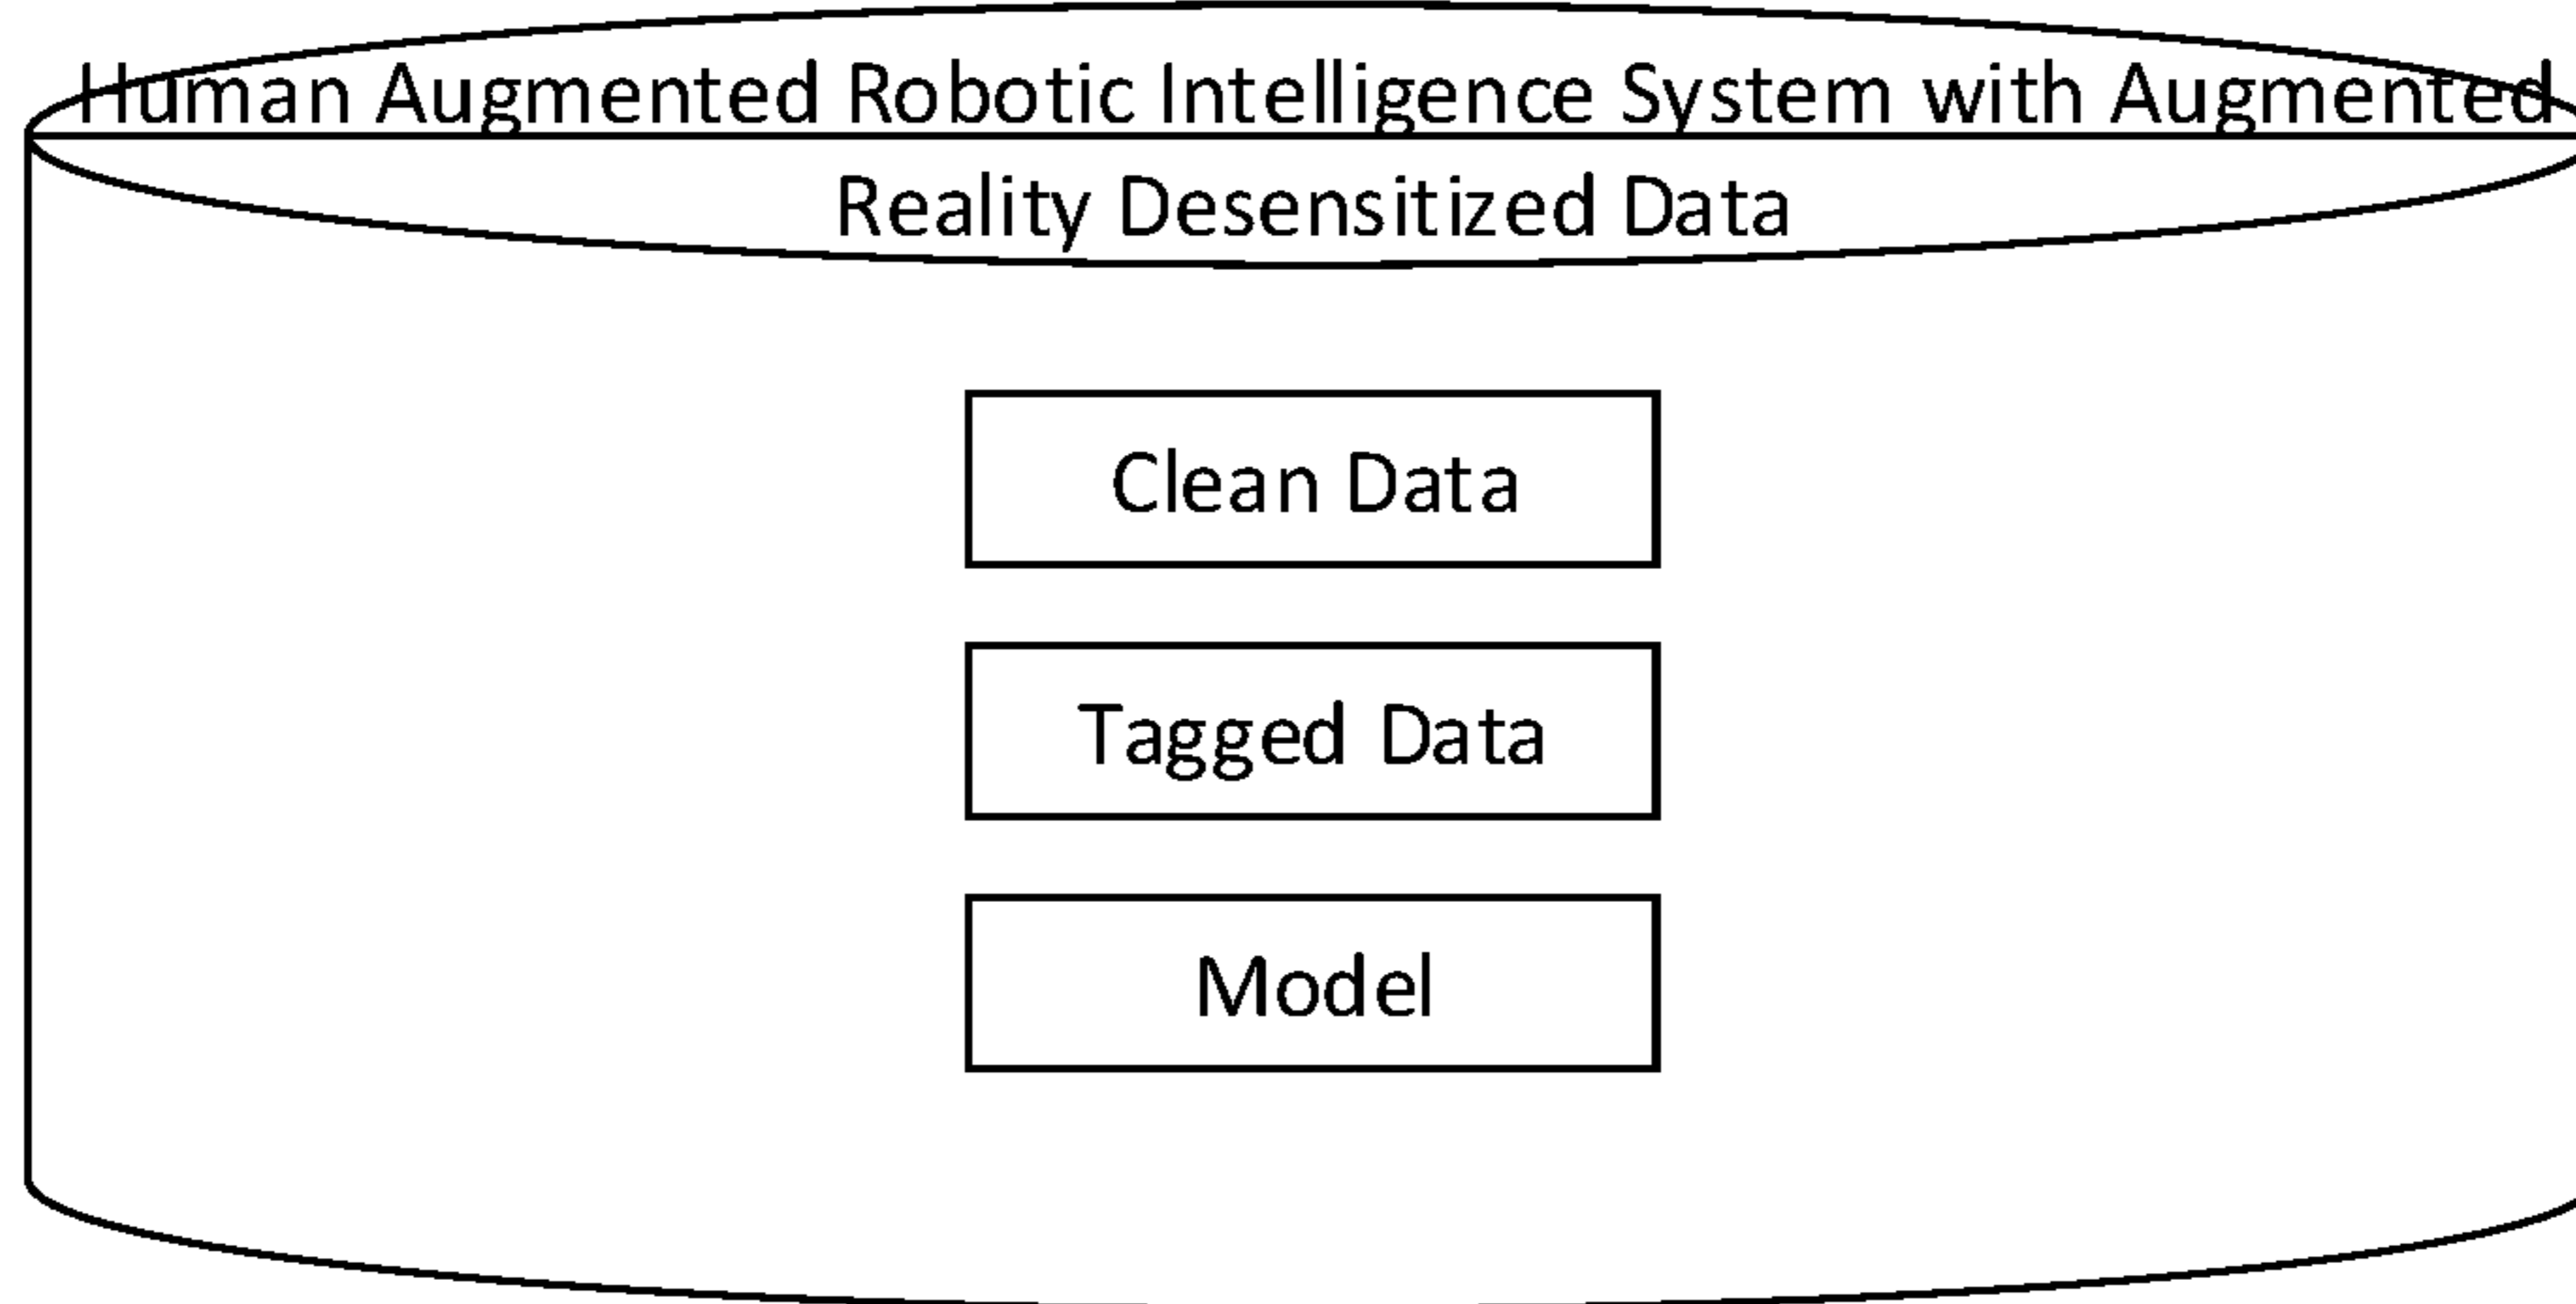 Human Augmented Robotic Intelligence System with Augmented
Reality Desensitized Data
Clean Data
Tagged Data
Model